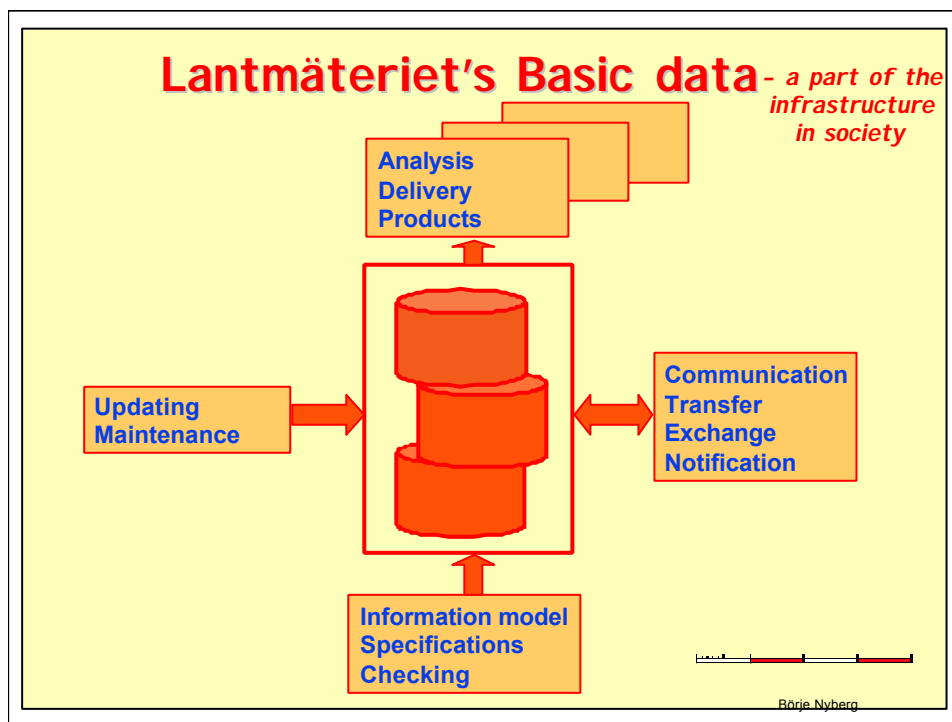 Lantmäteriet's Basic data - a part of the
infrastructure
in society
Analysis
Delivery
Products
Updating
Maintenance
Communication
Transfer
Exchange
Notification
Information model
Specifications
Checking
Börje Nyberg